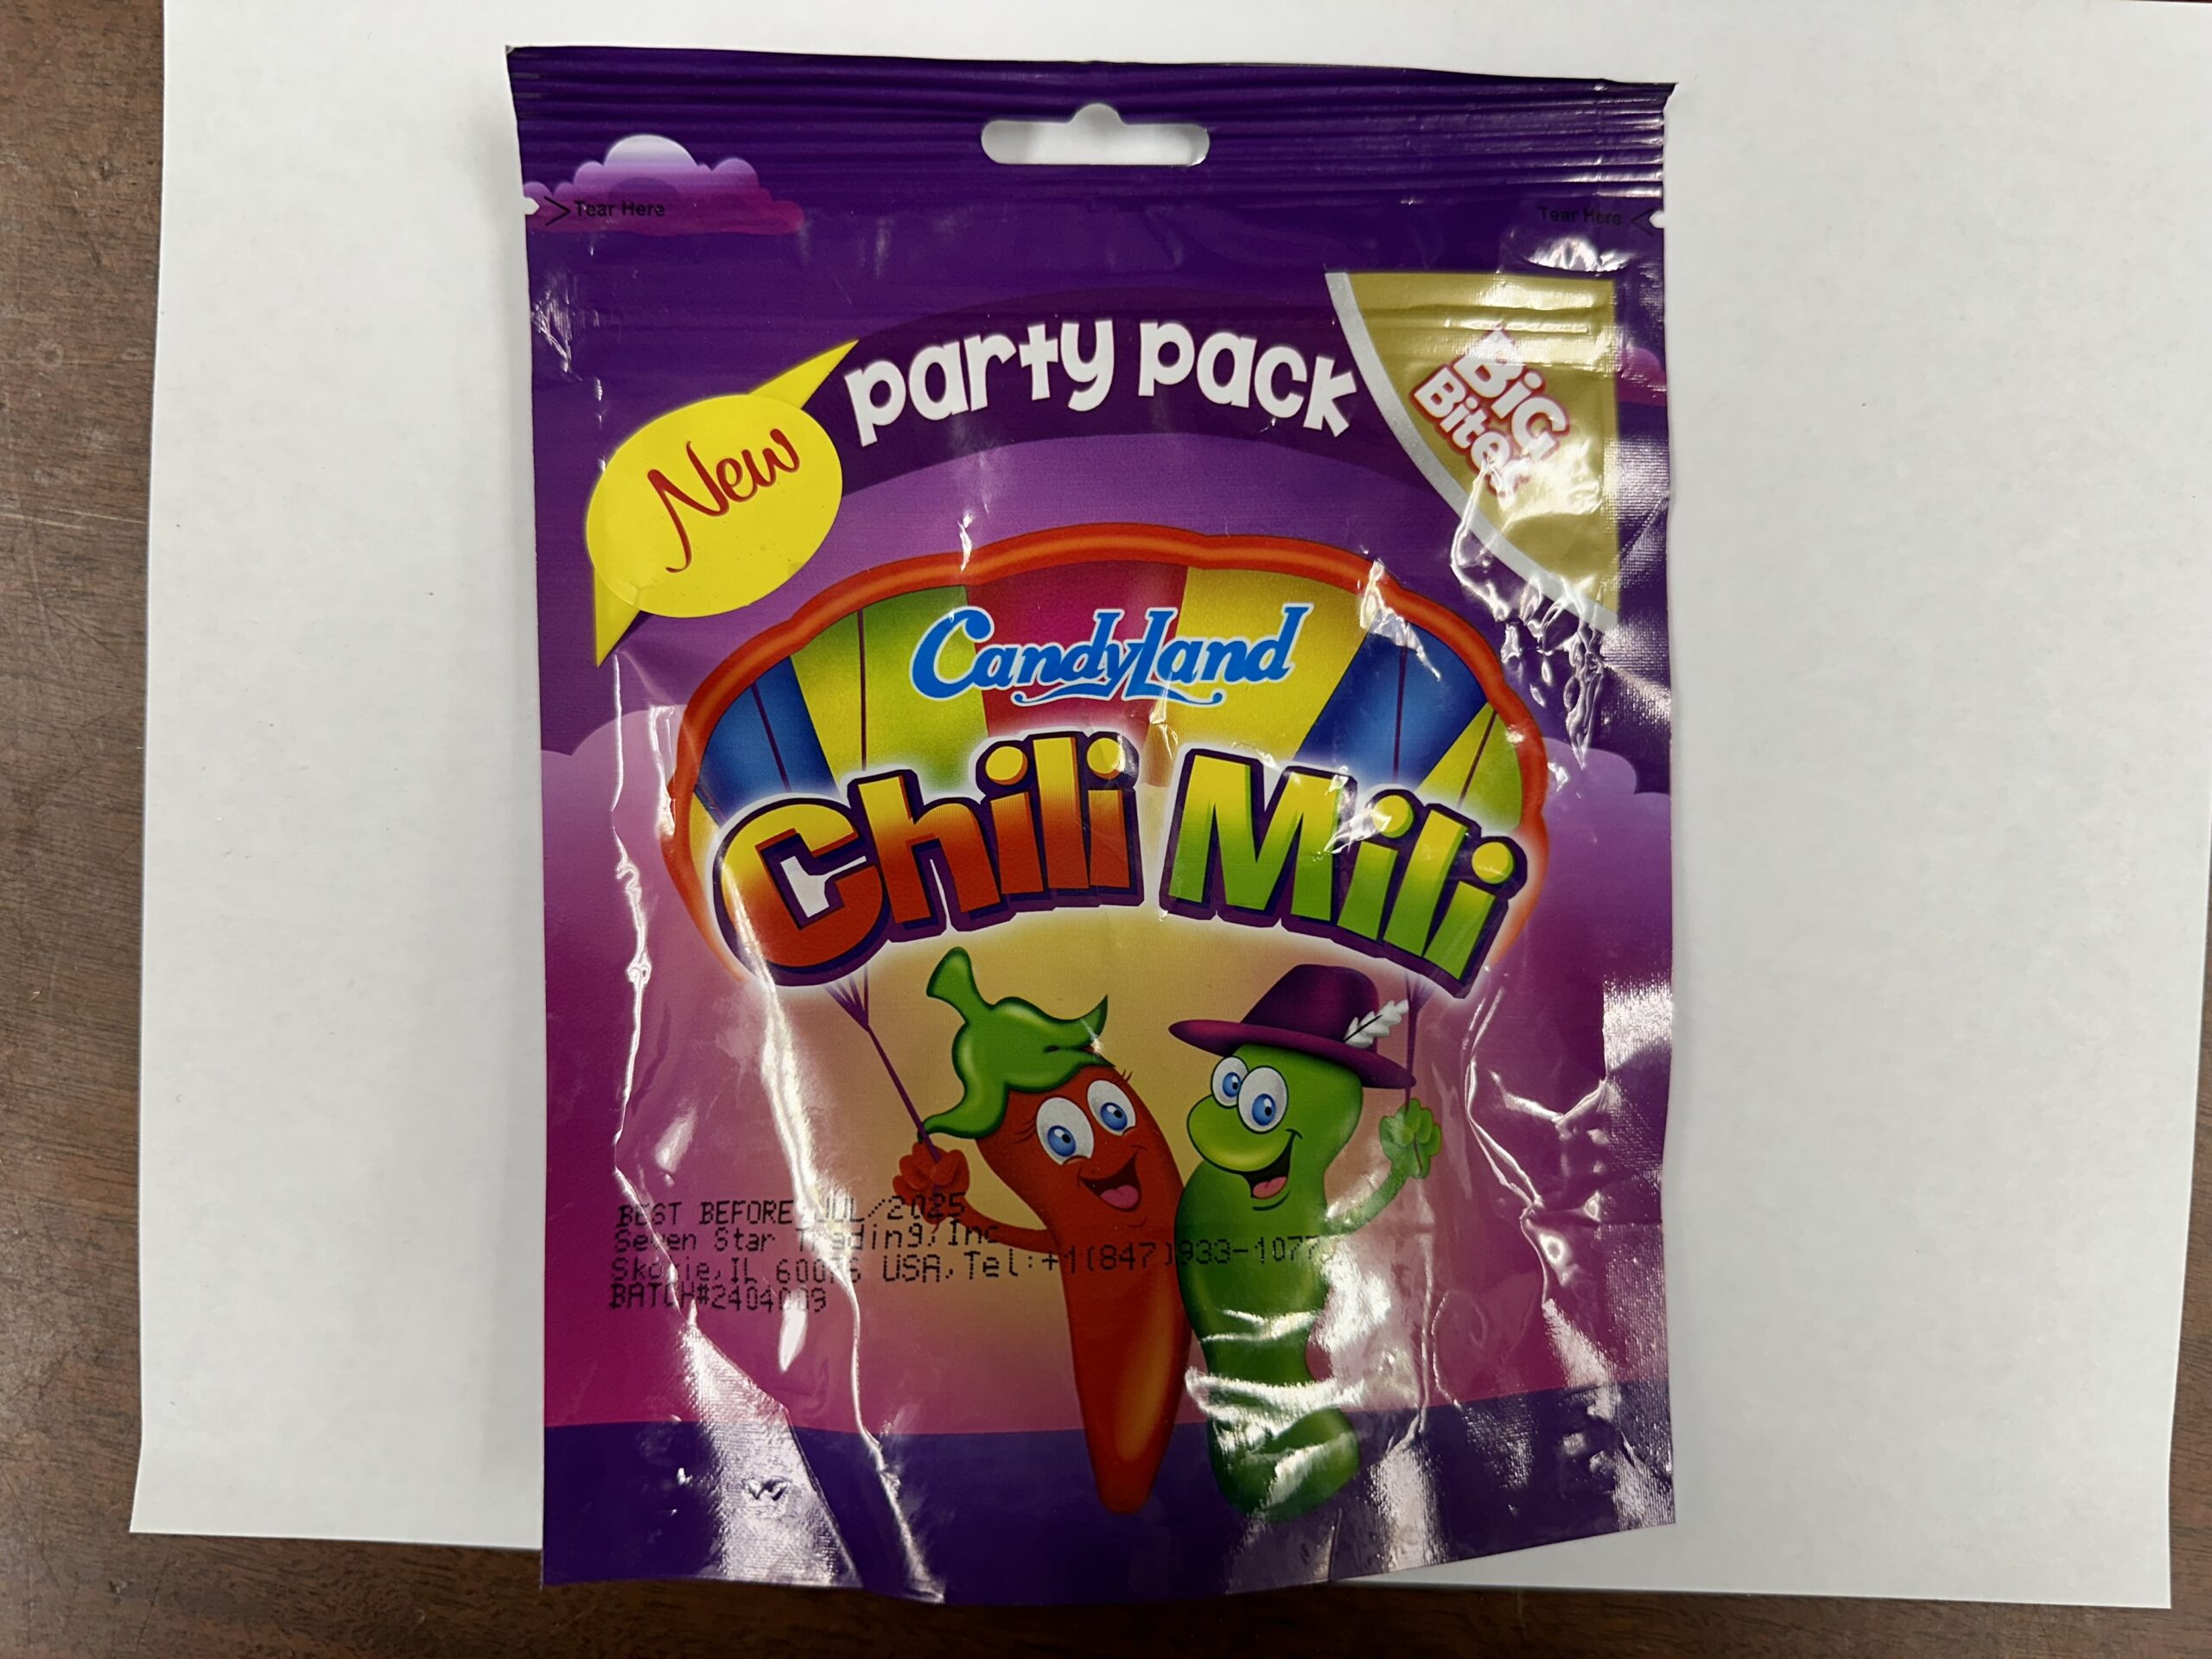 Tear Here
Tear Here
New
party pack
BiG
Bites
CandyLand
Chili Mili
BEST BEFORE JUL/2025
Seven Star Trading, Inc
Skokie, IL 60076 USA, Tel:+1(847)933-1077
BATCH#2404009